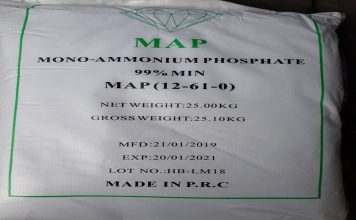 MAP
MONO-AMMONIUM PHOSPHATE
99% MIN
MAP(12-61-0)
NET WEIGHT:25.00KG
GROSS WEIGHT:25.10KG
MFD:21/01/2019
EXP:20/01/2021
LOT NO.:HB-LM18
MADE IN P.R.C